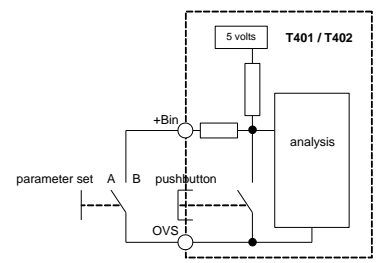 5 volts
T401 / T402
+Bin
analysis
parameter set A B pushbutton
OVS